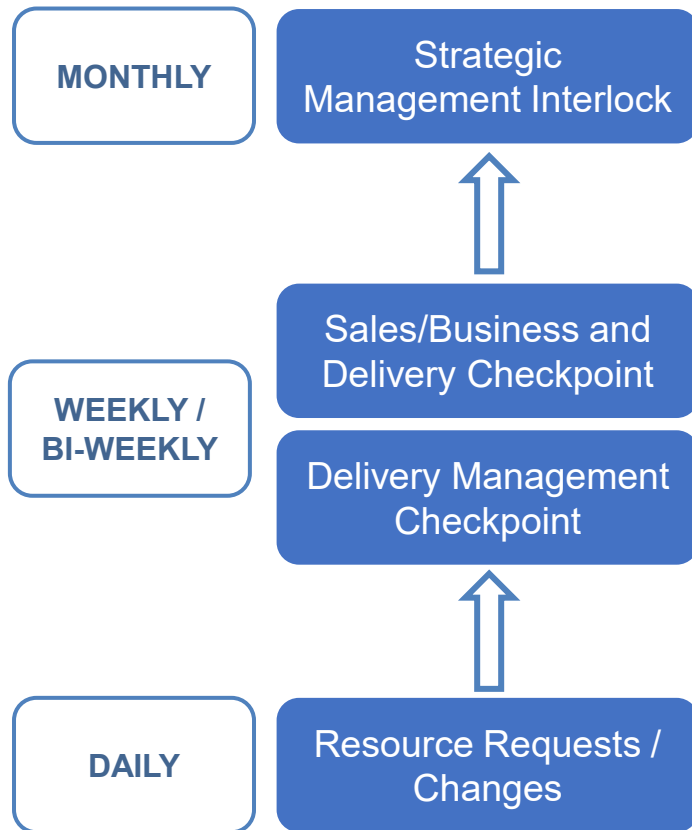 MONTHLY
Strategic
Management Interlock
Sales/Business and
Delivery Checkpoint
WEEKLY /
BI-WEEKLY
Delivery Management
Checkpoint
DAILY
Resource Requests /
Changes